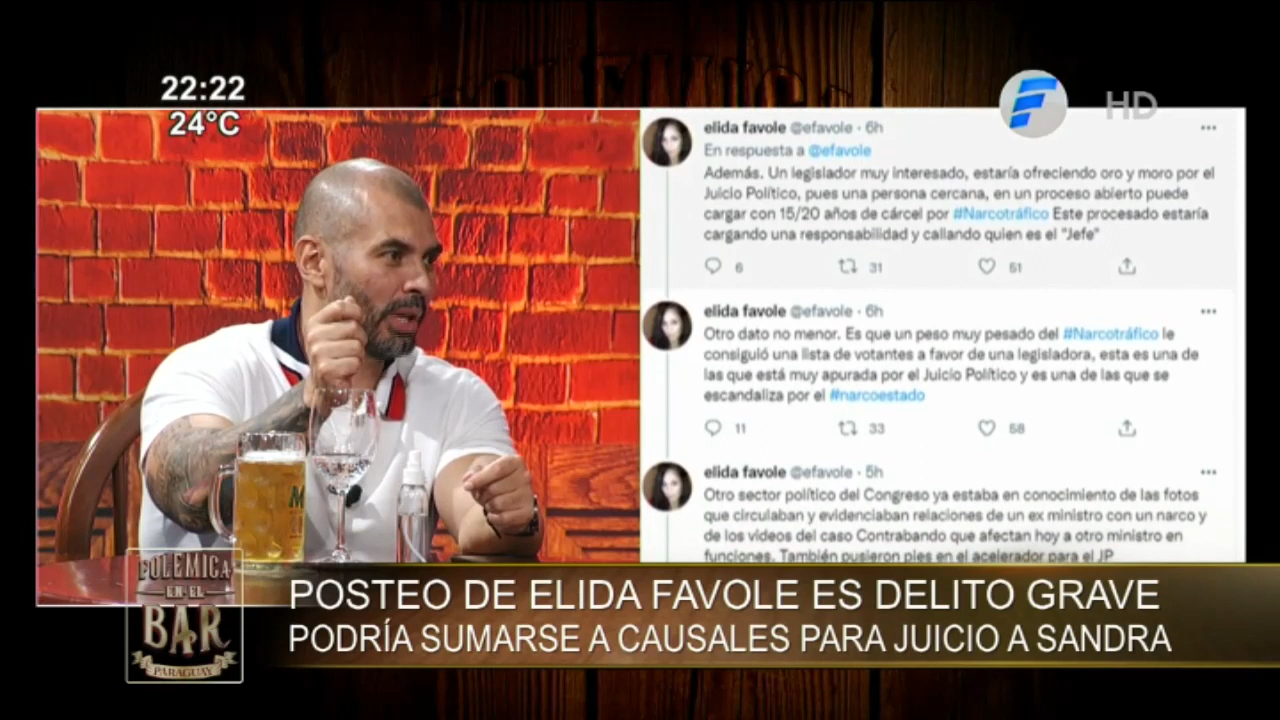 22:22
24°C
HD
elida favole @efavole · 6h
En respuesta a @efavole
Además. Un legislador muy interesado, estaría ofreciendo oro y moro por el
Juicio Político, pues una persona cercana, en un proceso abierto puede
cargar con 15/20 años de cárcel por #Narcotráfico Este procesado estaría
cargando una responsabilidad y callando quien es el "Jefe"
6 31 51
elida favole @efavole · 6h
Otro dato no menor. Es que un peso muy pesado del #Narcotráfico le
consiguió una lista de votantes a favor de una legisladora, esta es una de
las que está muy apurada por el Juicio Político y es una de las que se
escandaliza por el #narcoestado
11 33 58
elida favole @efavole · 5h
Otro sector político del Congreso ya estaba en conocimiento de las fotos
que circulaban y evidenciaban relaciones de un ex ministro con un narco y
de los videos del caso Contrabando que afectan hoy a otro ministro en
funciones. También pusieron pies en el acelerador para el JP
POLEMICA
EN EL
BAR
PARAGUAY
POSTEO DE ELIDA FAVOLE ES DELITO GRAVE
PODRÍA SUMARSE A CAUSALES PARA JUICIO A SANDRA